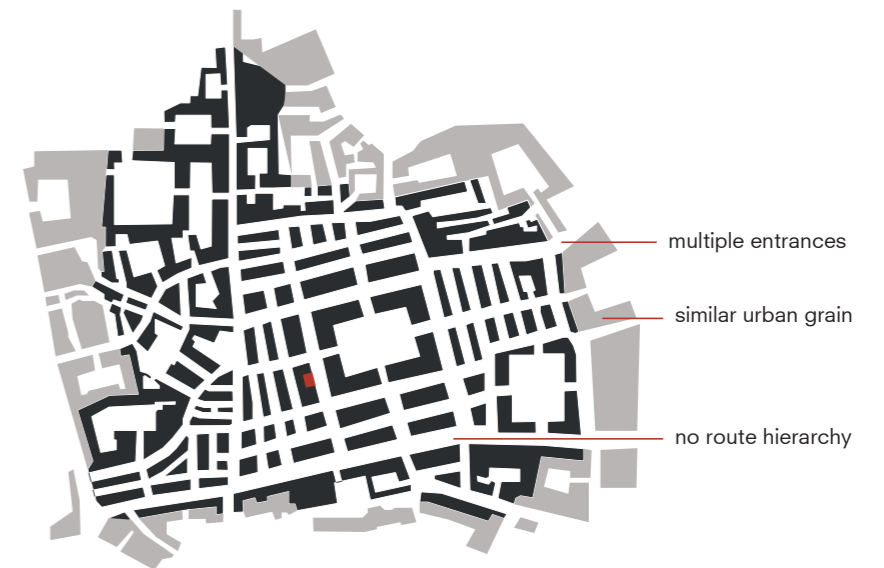 multiple entrances
similar urban grain
no route hierarchy